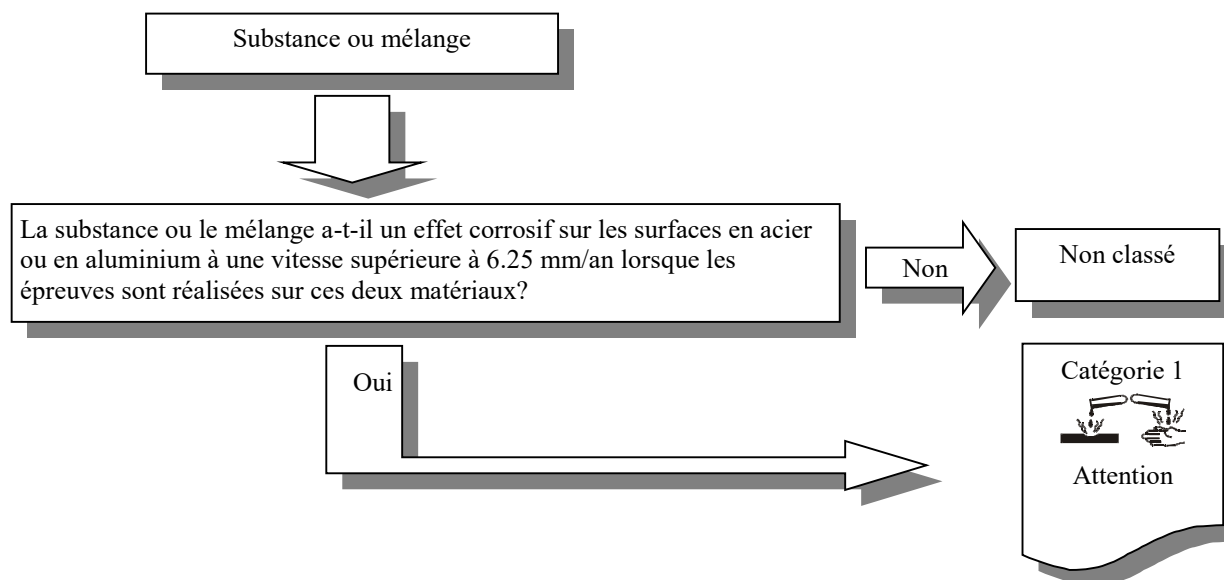 Substance ou mélange
La substance ou le mélange a-t-il un effet corrosif sur les surfaces en acier
ou en aluminium à une vitesse supérieure à 6.25 mm/an lorsque les
épreuves sont réalisées sur ces deux matériaux?
Non
Non classé
Oui
Catégorie 1
Attention